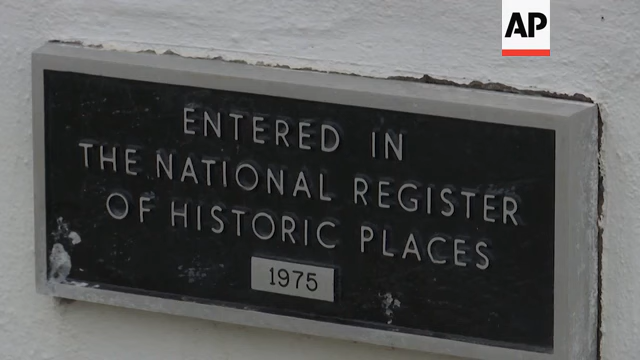 AP
ENTERED IN
THE NATIONAL REGISTER
OF HISTORIC PLACES
1975